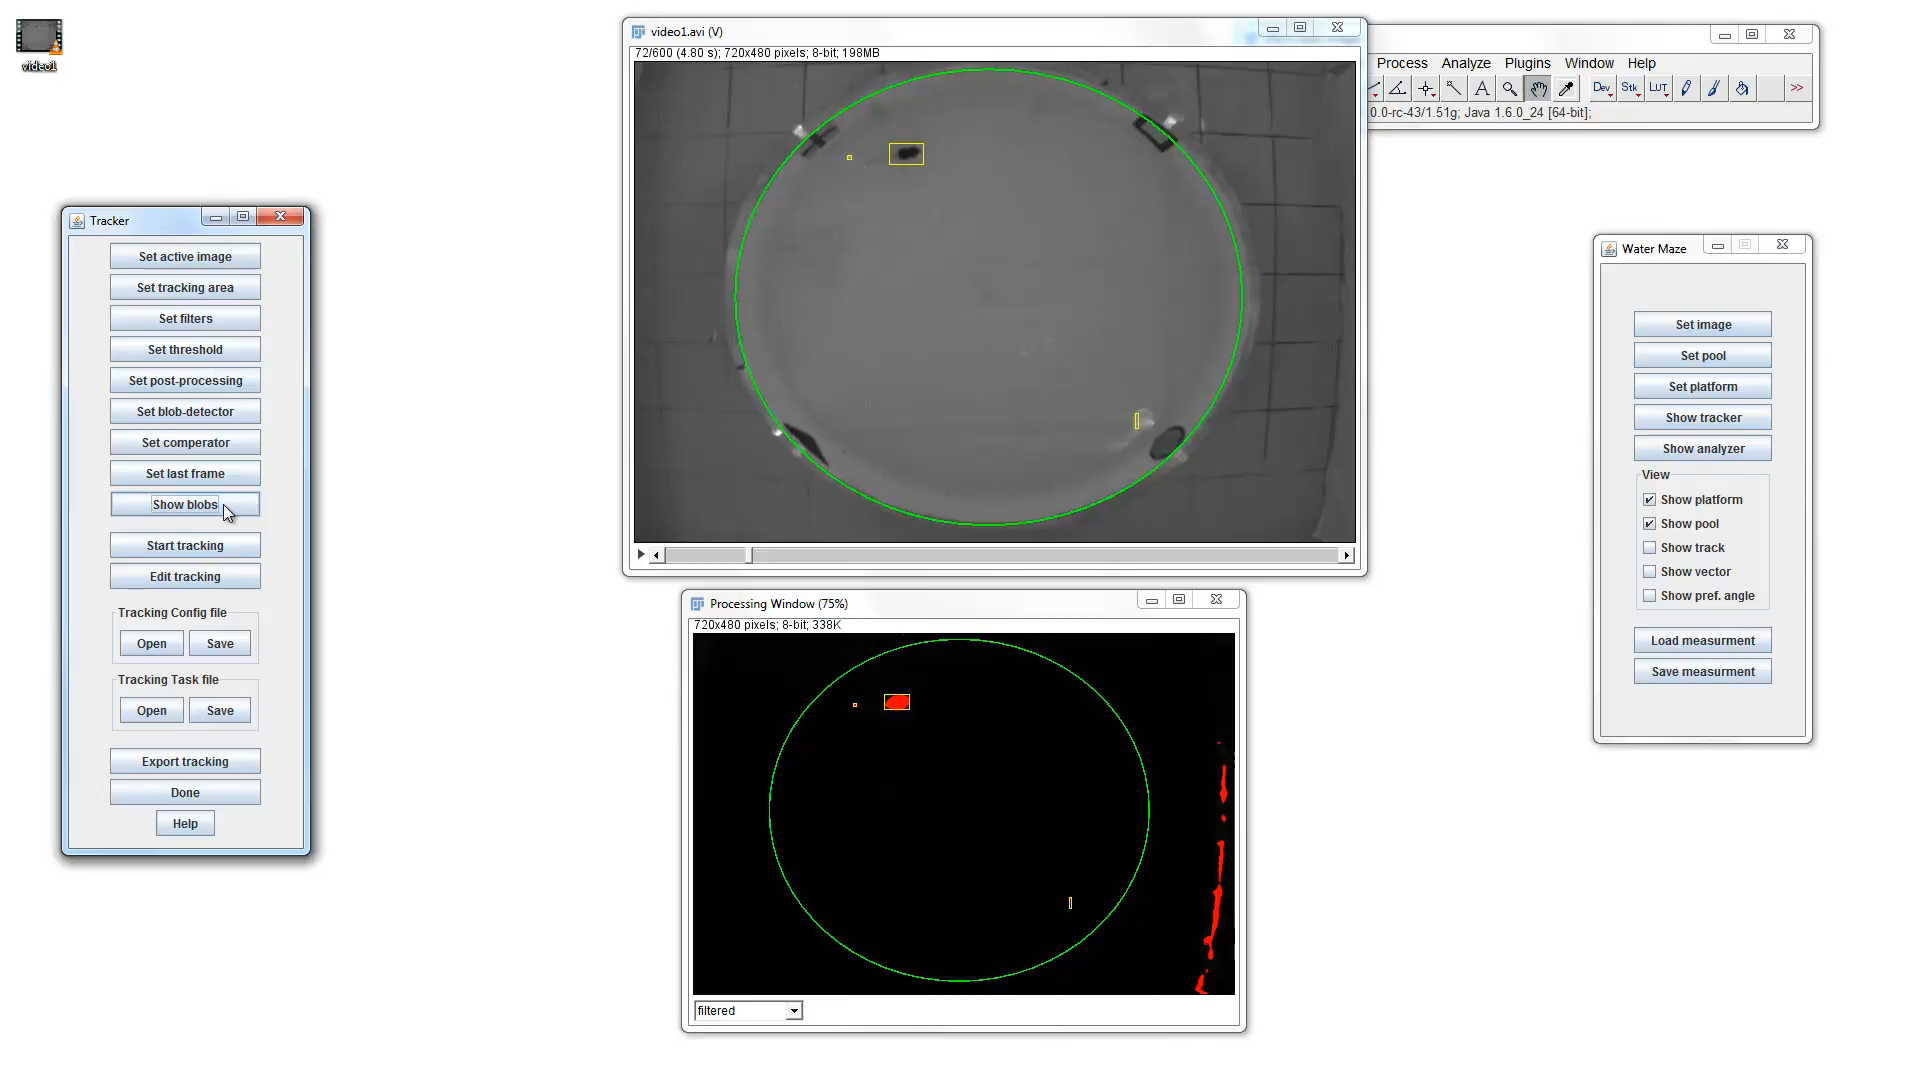 video1
Tracker
Set active image
Set tracking area
Set filters
Set threshold
Set post-processing
Set blob-detector
Set comperator
Set last frame
Show blobs
Start tracking
Edit tracking
Tracking Config file
Open Save
Tracking Task file
Open Save
Export tracking
Done
Help
video1.avi (V)
72/600 (4.80 s); 720x480 pixels; 8-bit; 198MB
Processing Window (75%)
720x480 pixels; 8-bit; 338K
filtered
Process Analyze Plugins Window Help
A Dev Stk LUT >>
.0.0-rc-43/1.51g; Java 1.6.0_24 [64-bit];
Water Maze
Set image
Set pool
Set platform
Show tracker
Show analyzer
View
Show platform
Show pool
Show track
Show vector
Show pref. angle
Load measurment
Save measurment